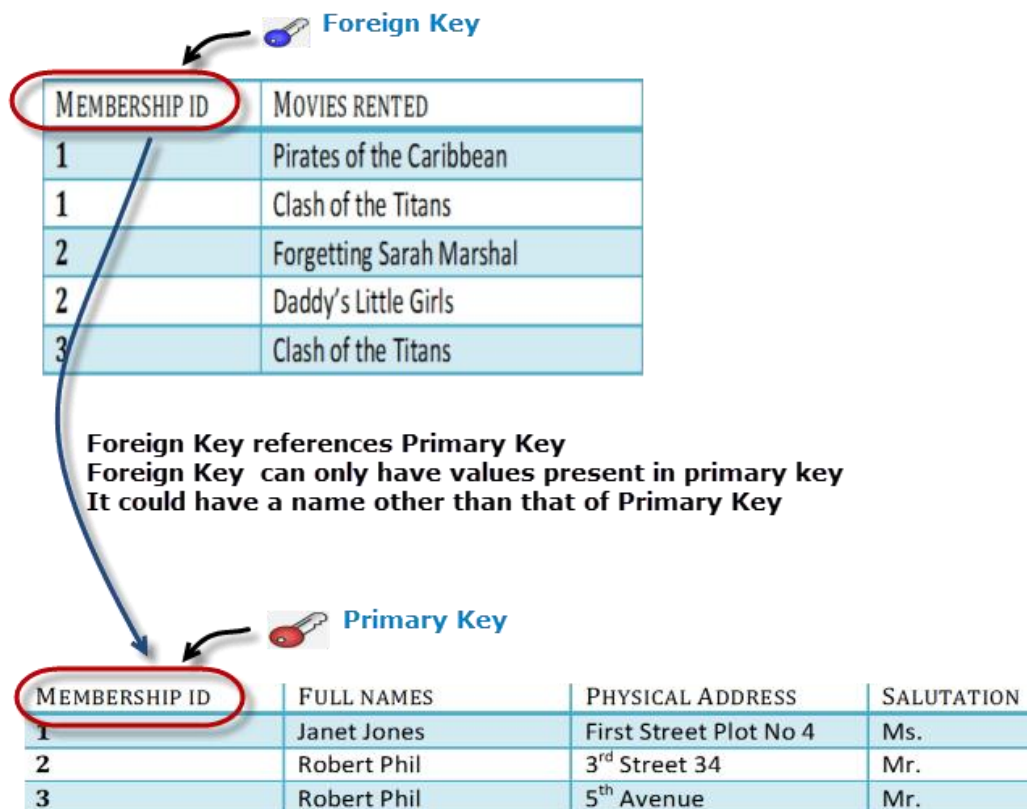 Foreign Key
MEMBERSHIP ID MOVIES RENTED
1 Pirates of the Caribbean
1 Clash of the Titans
2 Forgetting Sarah Marshal
2 Daddy's Little Girls
3 Clash of the Titans
Foreign Key references Primary Key
Foreign Key can only have values present in primary key
It could have a name other than that of Primary Key
Primary Key
MEMBERSHIP ID FULL NAMES PHYSICAL ADDRESS SALUTATION
1 Janet Jones First Street Plot No 4 Ms.
2 Robert Phil 3rd Street 34 Mr.
3 Robert Phil 5th Avenue Mr.